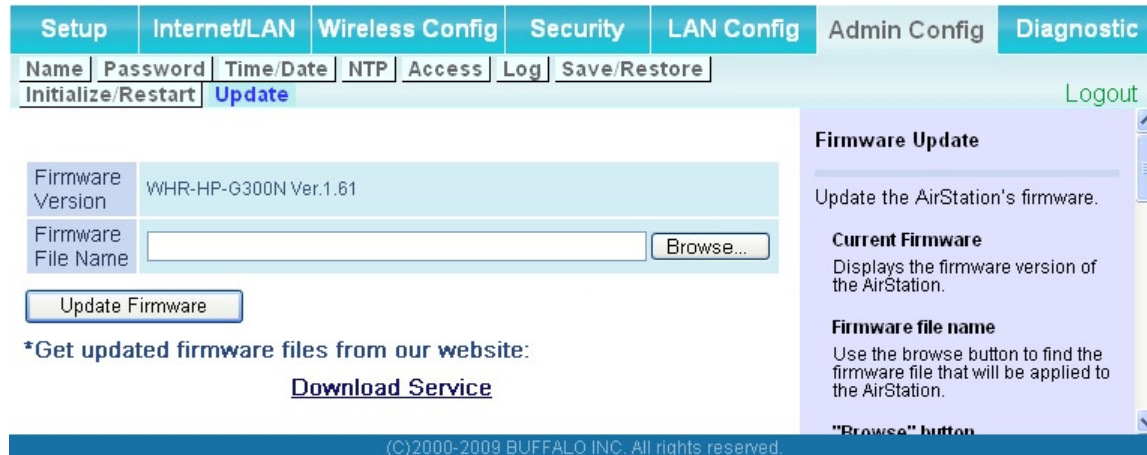 Setup Internet/LAN Wireless Config Security LAN Config Admin Config Diagnostic
Name Password Time/Date NTP Access Log Save/Restore
Initialize/Restart Update
Logout
Firmware Version
WHR-HP-G300N Ver.1.61
Firmware File Name
Browse...
Update Firmware
*Get updated firmware files from our website:
Download Service
Firmware Update
Update the AirStation's firmware.
Current Firmware
Displays the firmware version of
the AirStation.
Firmware file name
Use the browse button to find the
firmware file that will be applied to
the AirStation.
"Browse" button
(C)2000-2009 BUFFALO INC. All rights reserved.